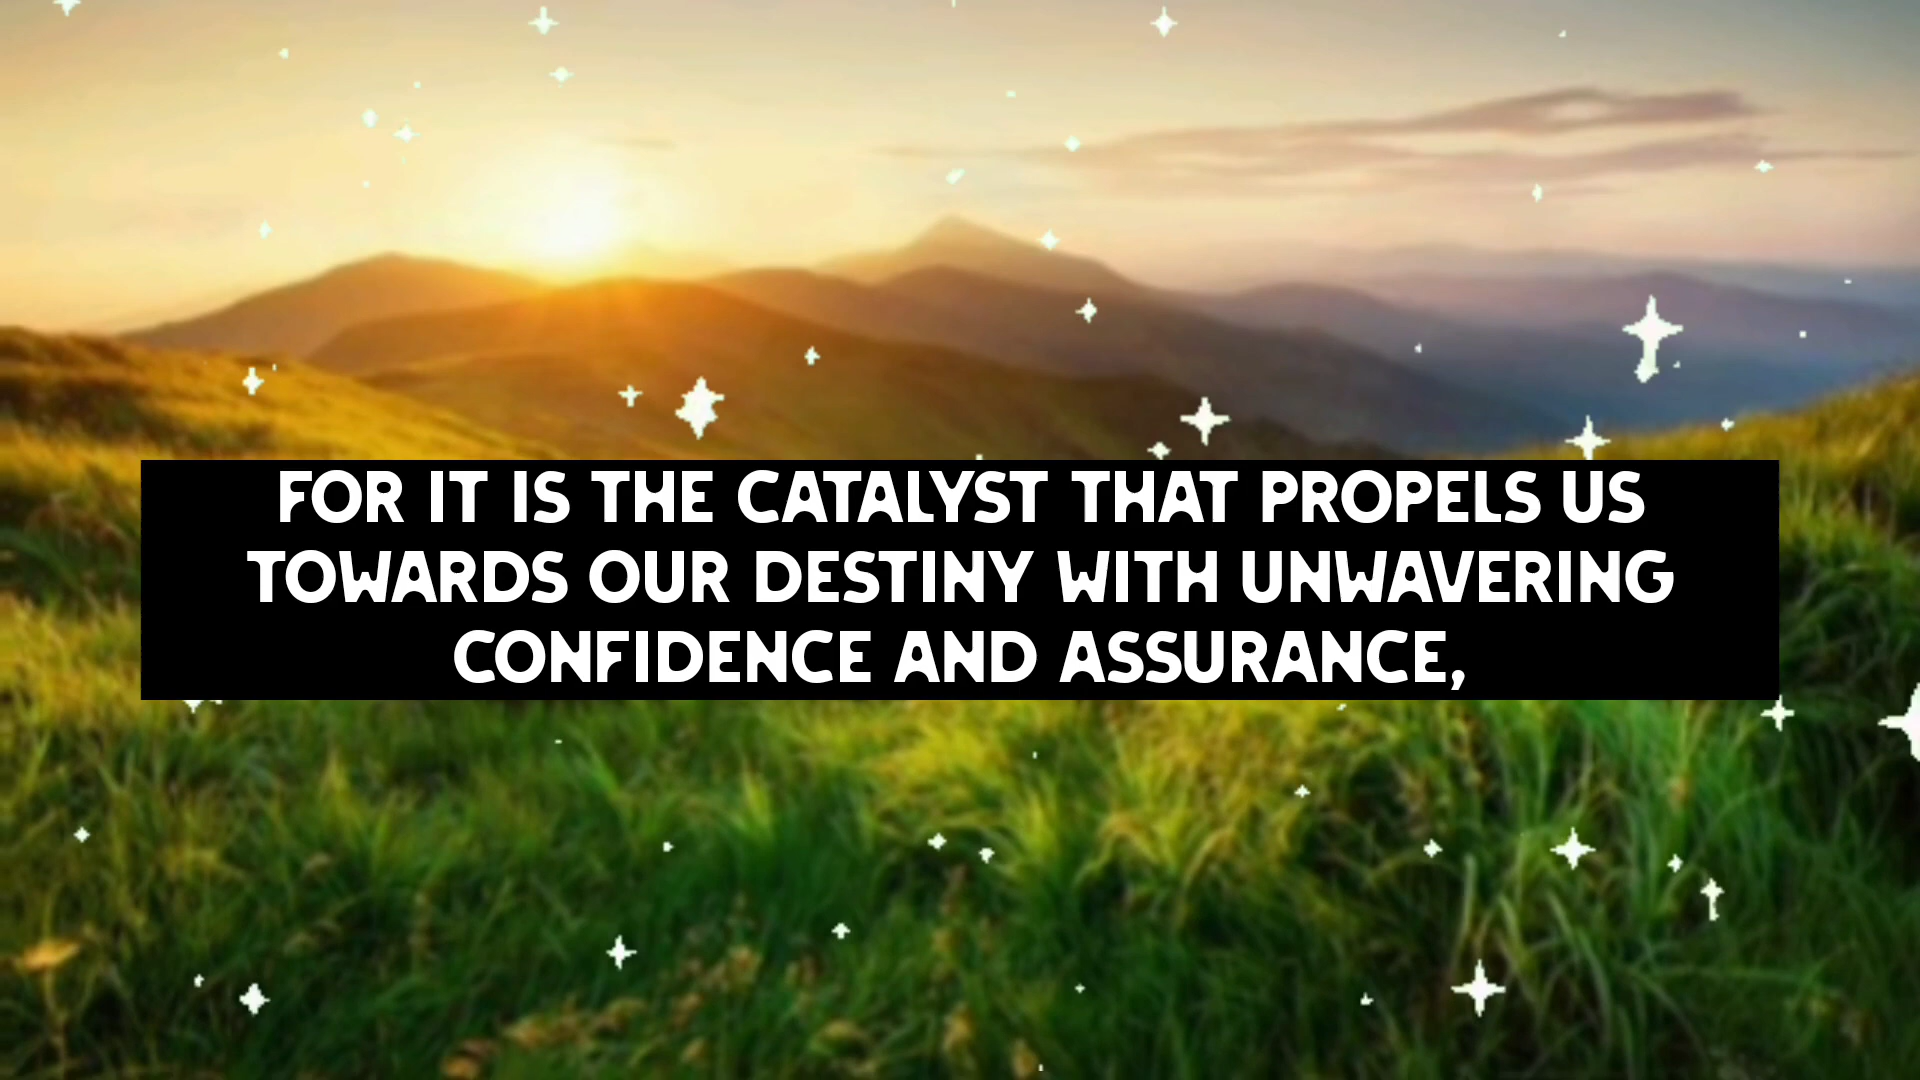 FOR IT IS THE CATALYST THAT PROPELS US
TOWARDS OUR DESTINY WITH UNWAVERING
CONFIDENCE AND ASSURANCE,